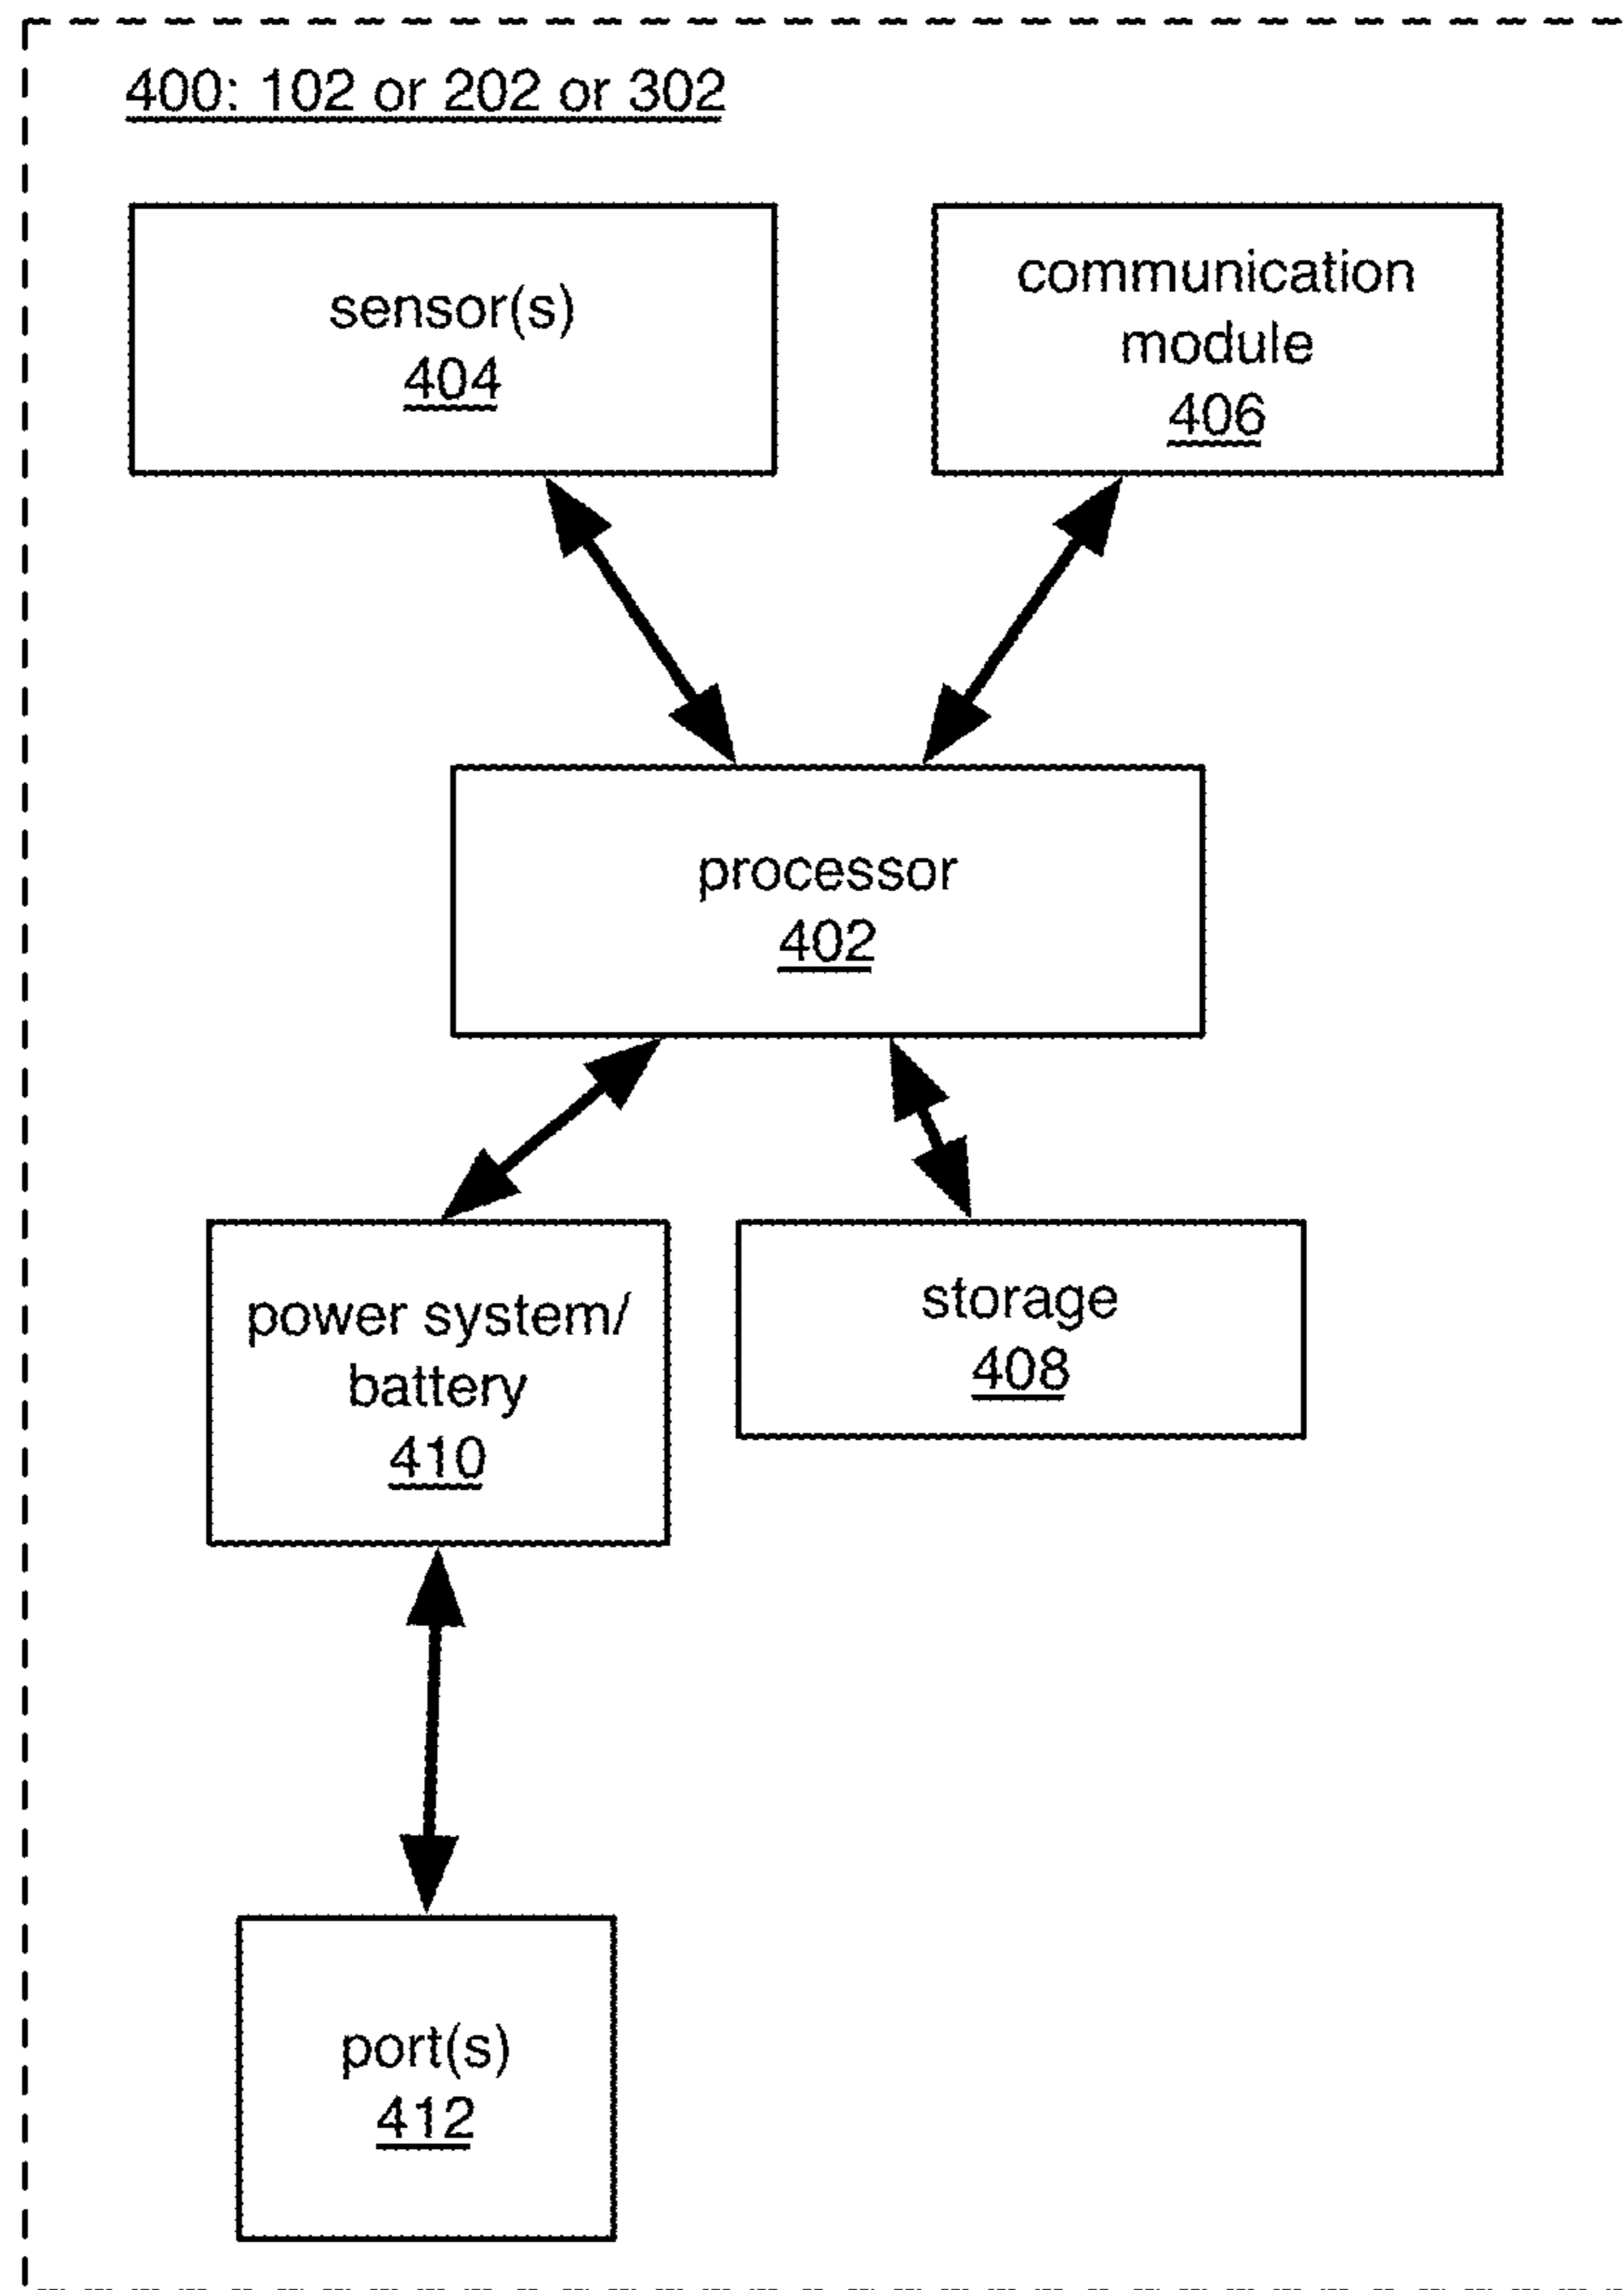 400: 102 or 202 or 302
sensor(s)
404
communication
module
406
processor
402
power system/
battery
410
storage
408
port(s)
412